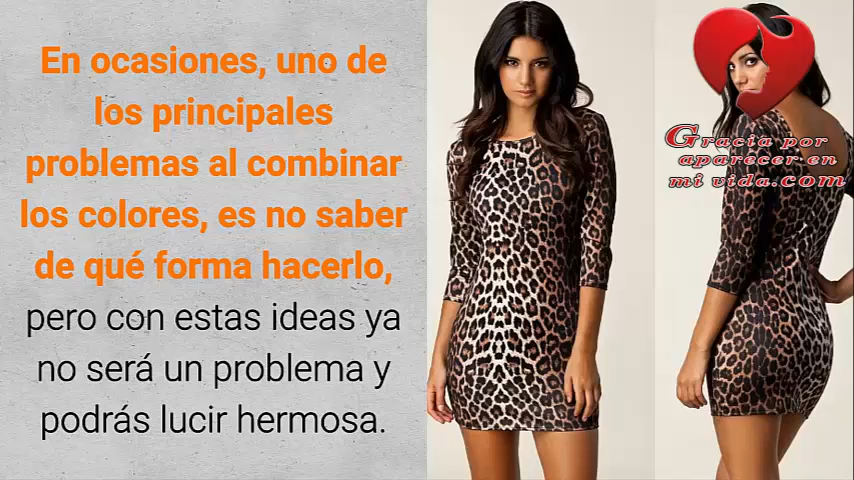 En ocasiones, uno de
los principales
problemas al combinar
los colores, es no saber
de qué forma hacerlo,
pero con estas ideas ya
no será un problema y
podrás lucir hermosa.
Gracia por
aparecer en
mi vida.com